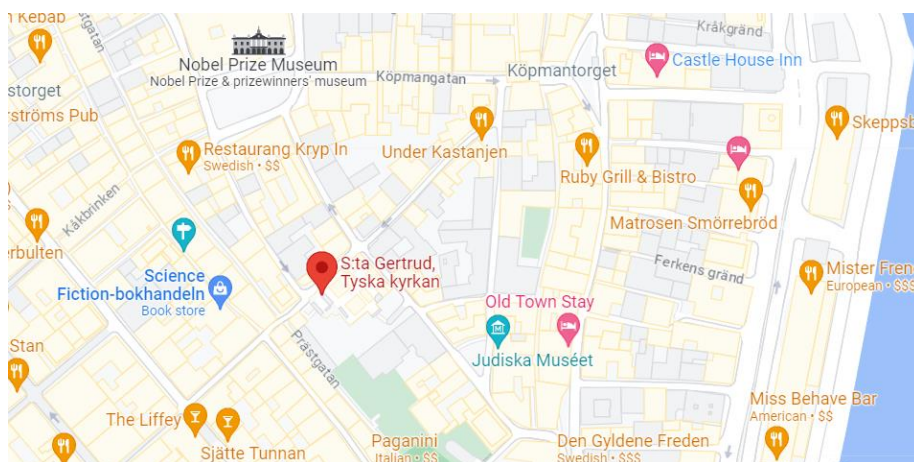 n Kebab
Prästgatan
Kråkgränd
Nobel Prize Museum
Nobel Prize & prizewinners' museum
Köpmangatan
Köpmantorget
Castle House Inn
storget
rströms Pub
Restaurang Kryp In
Swedish • $$
Under Kastanjen
Skeppsb
Ruby Grill & Bistro
Kåkbrinken
Matrosen Smörrebröd
erbulten
S:ta Gertrud,
Tyska kyrkan
Ferkens gränd
Mister Fren
European • $$$
Science
Fiction-bokhandeln
Book store
Old Town Stay
Stan
Prästgatan
Judiska Muséet
Miss Behave Bar
American • $$
The Liffey
Sjätte Tunnan
Paganini
Italian • $$
Den Gyldene Freden
Swedish • $$$